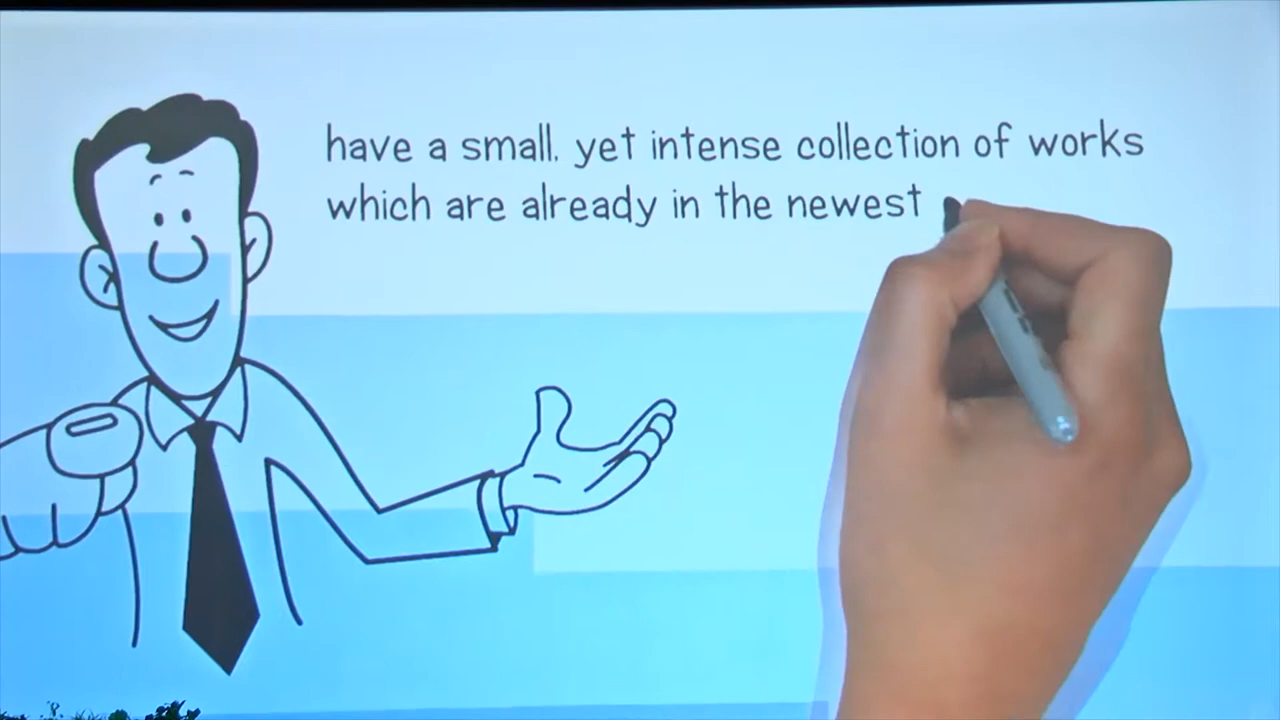 have a small. yet intense collection of works
which are already in the newest